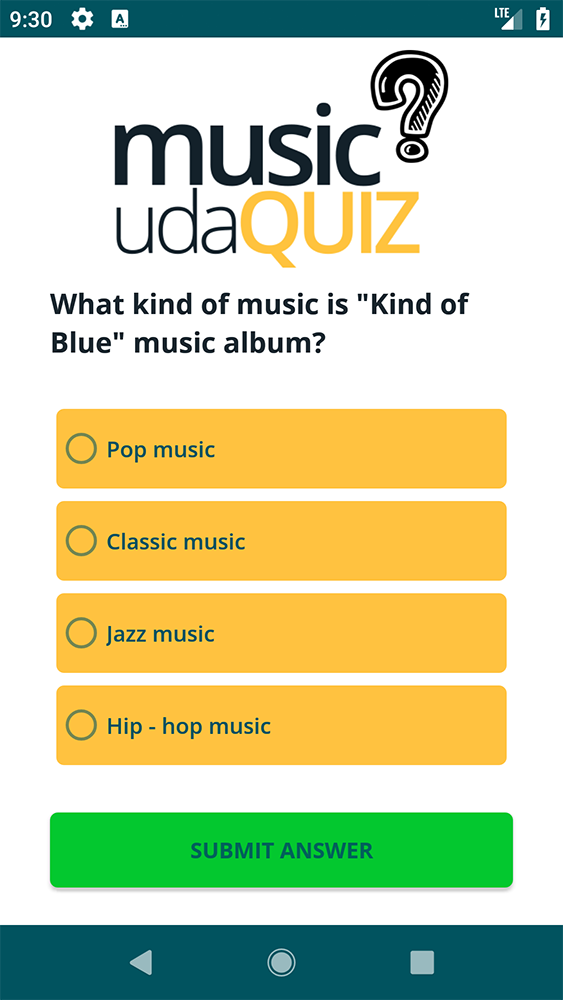 9:30 A... LTE
music?
udaQUIZ
What kind of music is "Kind of
Blue" music album?
Pop music
Classic music
Jazz music
Hip - hop music
SUBMIT ANSWER